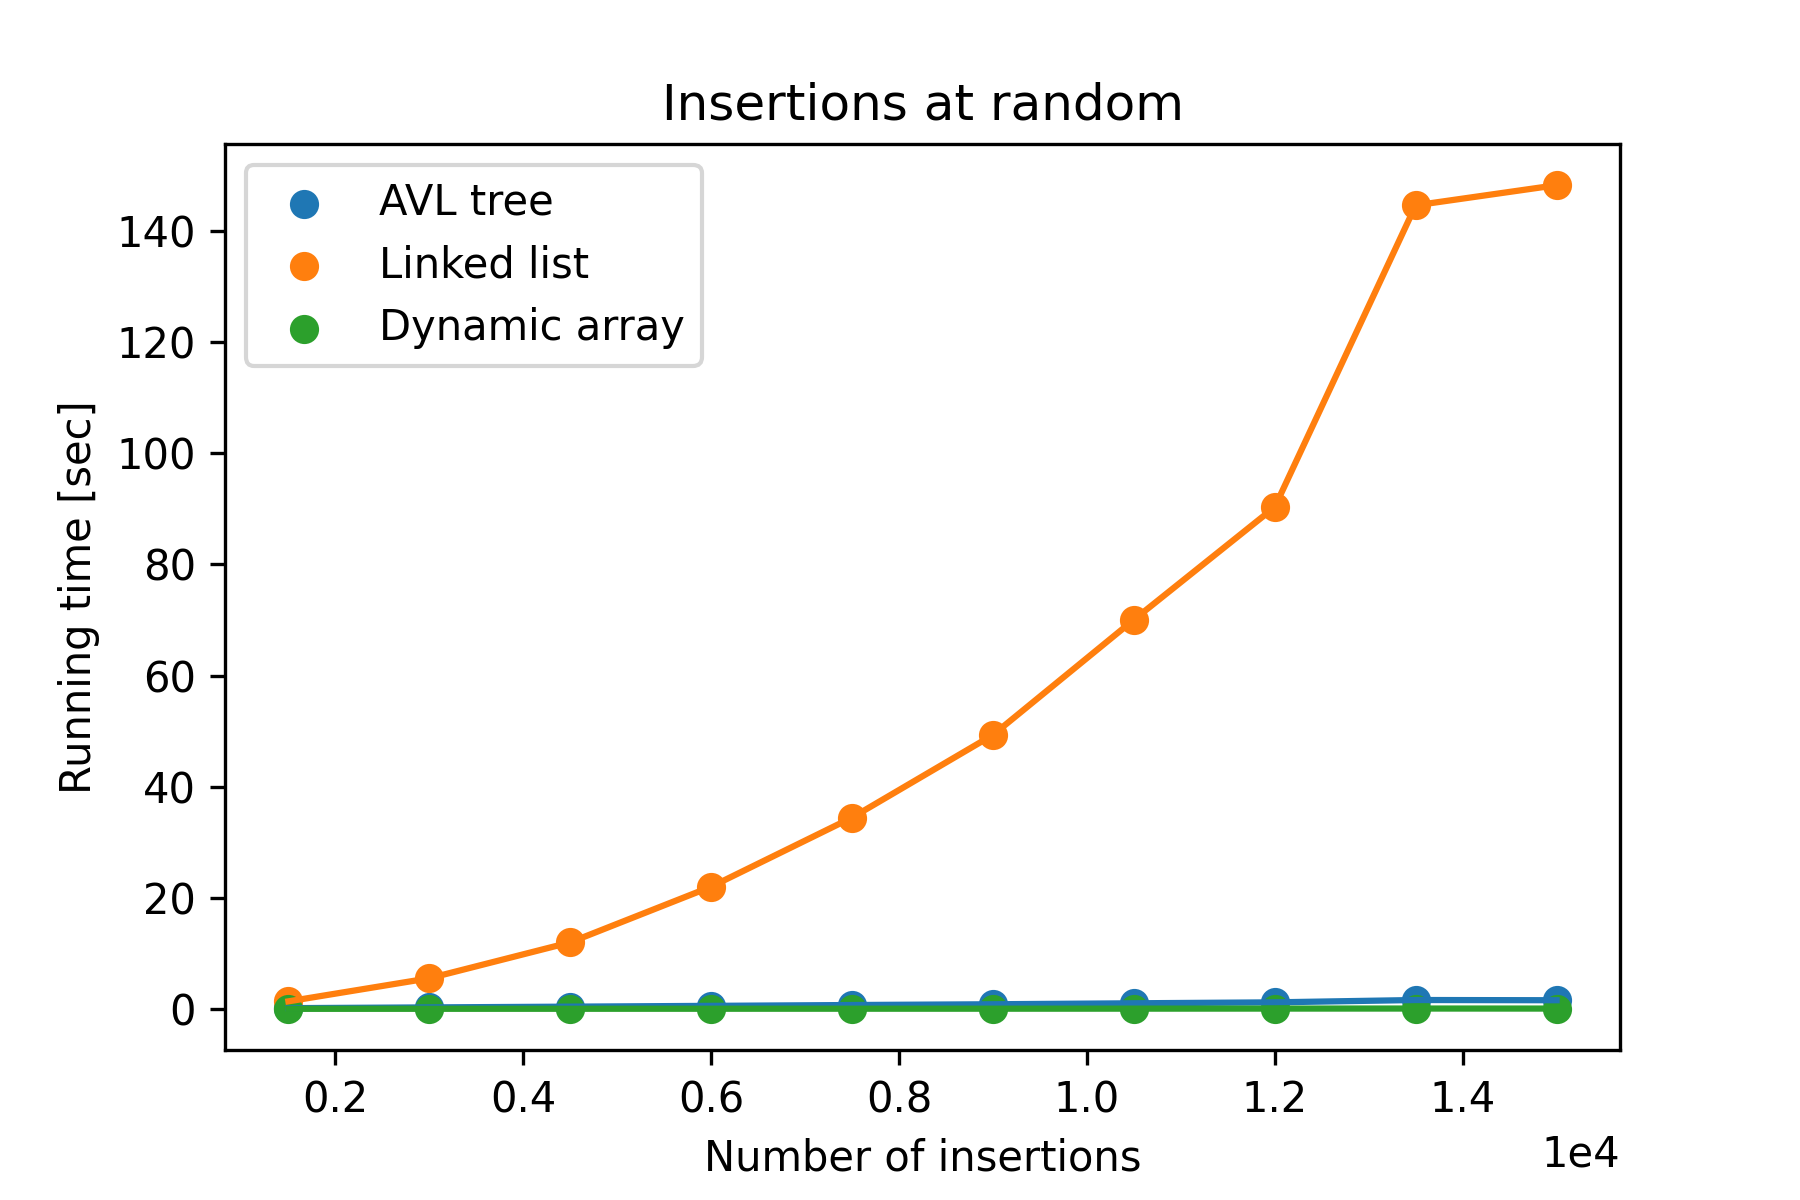 Insertions at random
AVL tree
Linked list
Dynamic array
140
120
100
80
60
40
20
0
Running time [sec]
0.2 0.4 0.6 0.8 1.0 1.2 1.4
Number of insertions
1e4